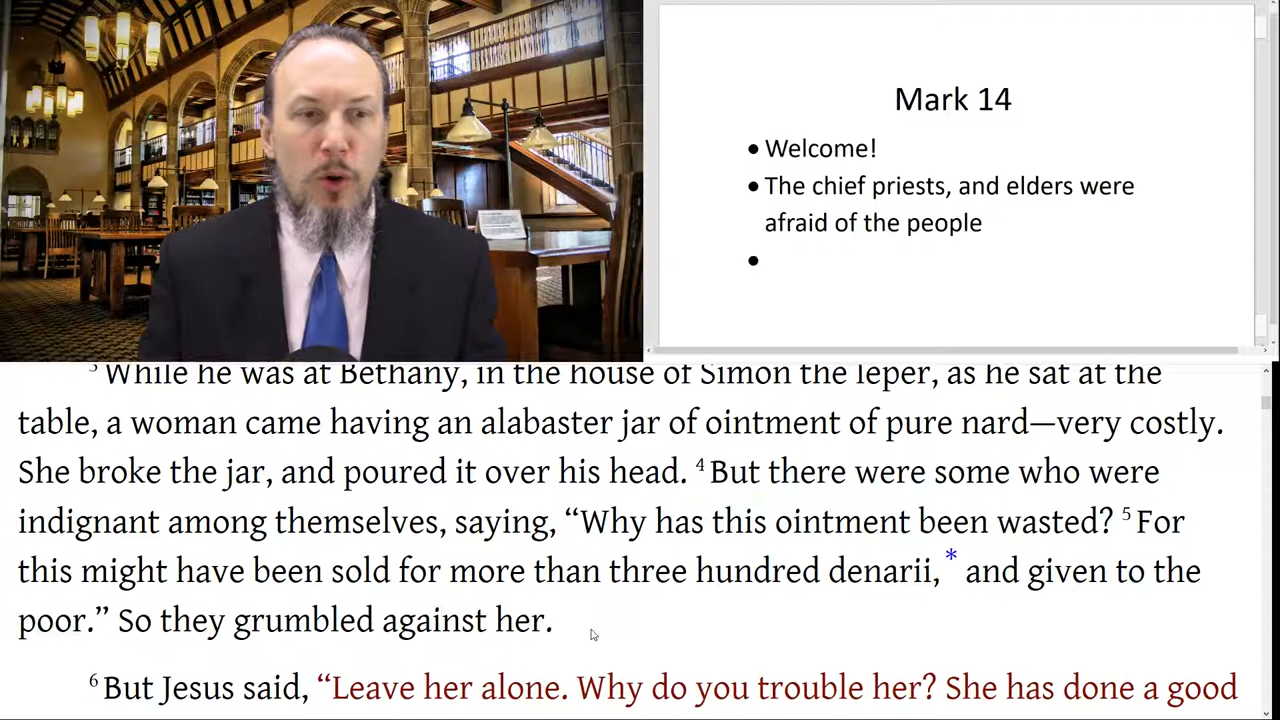 Mark 14
• Welcome!
• The chief priests, and elders were
afraid of the people
•
³ While he was at Bethany, in the house of Simon the leper, as he sat at the
table, a woman came having an alabaster jar of ointment of pure nard—very costly.
She broke the jar, and poured it over his head. ⁴ But there were some who were
indignant among themselves, saying, “Why has this ointment been wasted? ⁵ For
this might have been sold for more than three hundred denarii,* and given to the
poor.” So they grumbled against her.
⁶ But Jesus said, “Leave her alone. Why do you trouble her? She has done a good